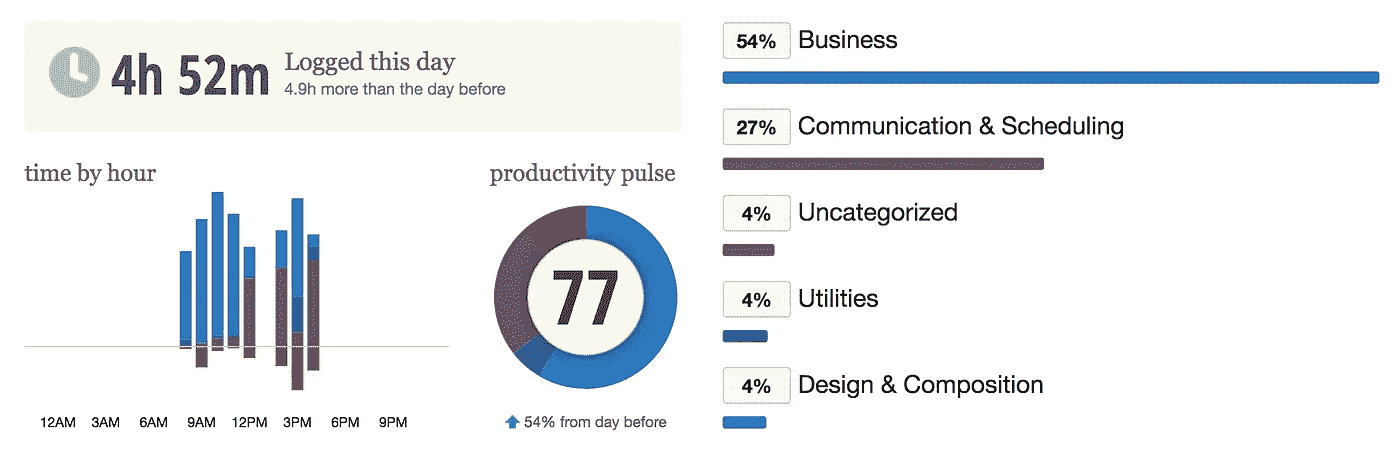 4h 52m
Logged this day
4.9h more than the day before
time by hour
12AM 3AM 6AM 9AM 12PM 3PM 6PM 9PM
productivity pulse
77
54% from day before
54% Business
27% Communication & Scheduling
4% Uncategorized
4% Utilities
4% Design & Composition